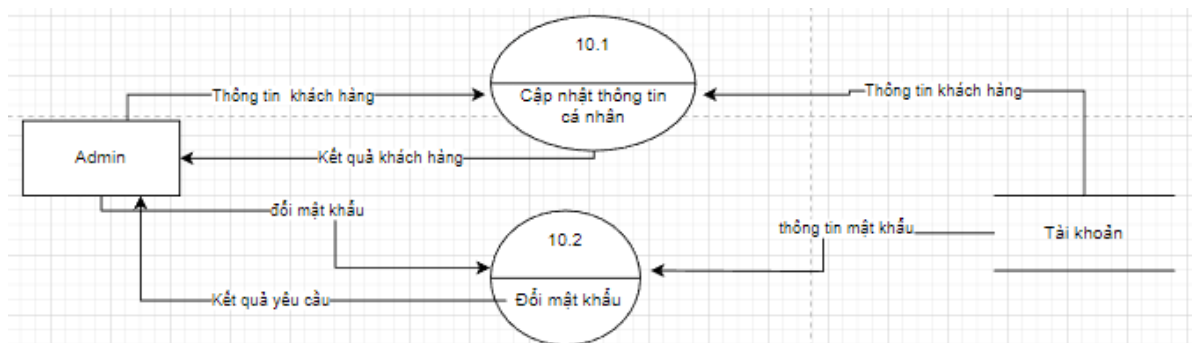 10.1
Thông tin khách hàng
Cập nhật thông tin
cá nhân
Thông tin khách hàng
Admin
Kết quả khách hàng
đổi mật khẩu
10.2
thông tin mật khẩu
Tài khoản
Kết quả yêu cầu
Đổi mật khẩu